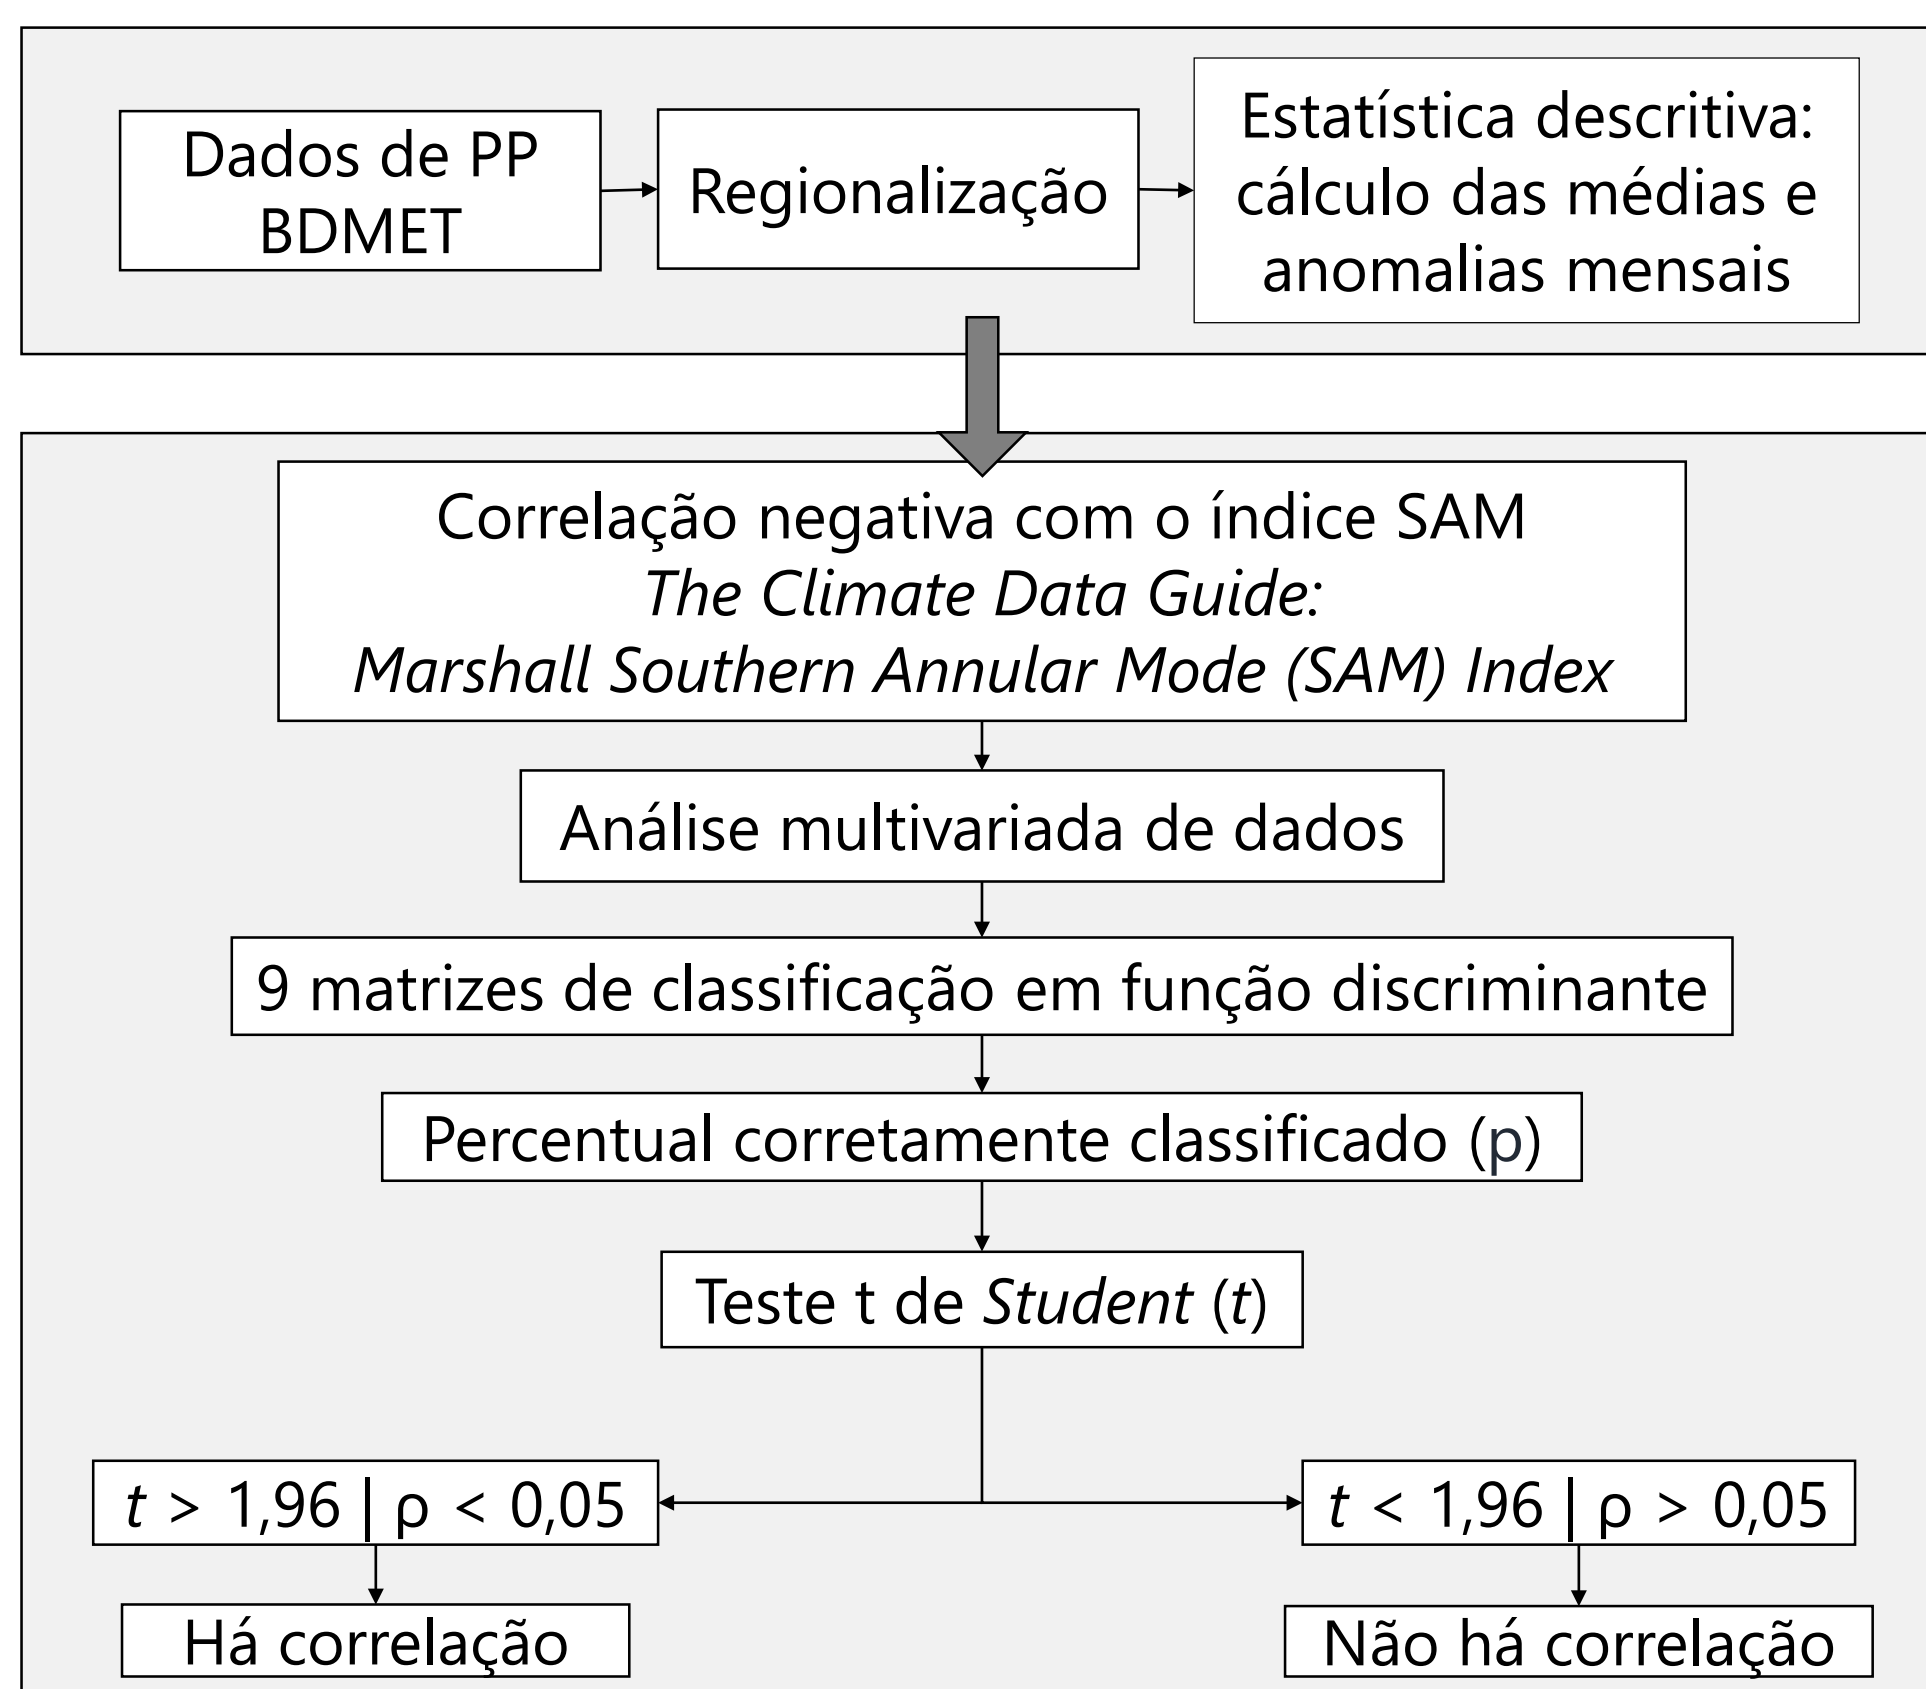 Dados de PP
BDMET
Regionalização
Estatística descritiva:
cálculo das médias e
anomalias mensais
Correlação negativa com o índice SAM
The Climate Data Guide:
Marshall Southern Annular Mode (SAM) Index
Análise multivariada de dados
9 matrizes de classificação em função discriminante
Percentual corretamente classificado (p)
Teste t de Student (t)
t > 1,96 | ρ < 0,05
t < 1,96 | ρ > 0,05
Há correlação
Não há correlação